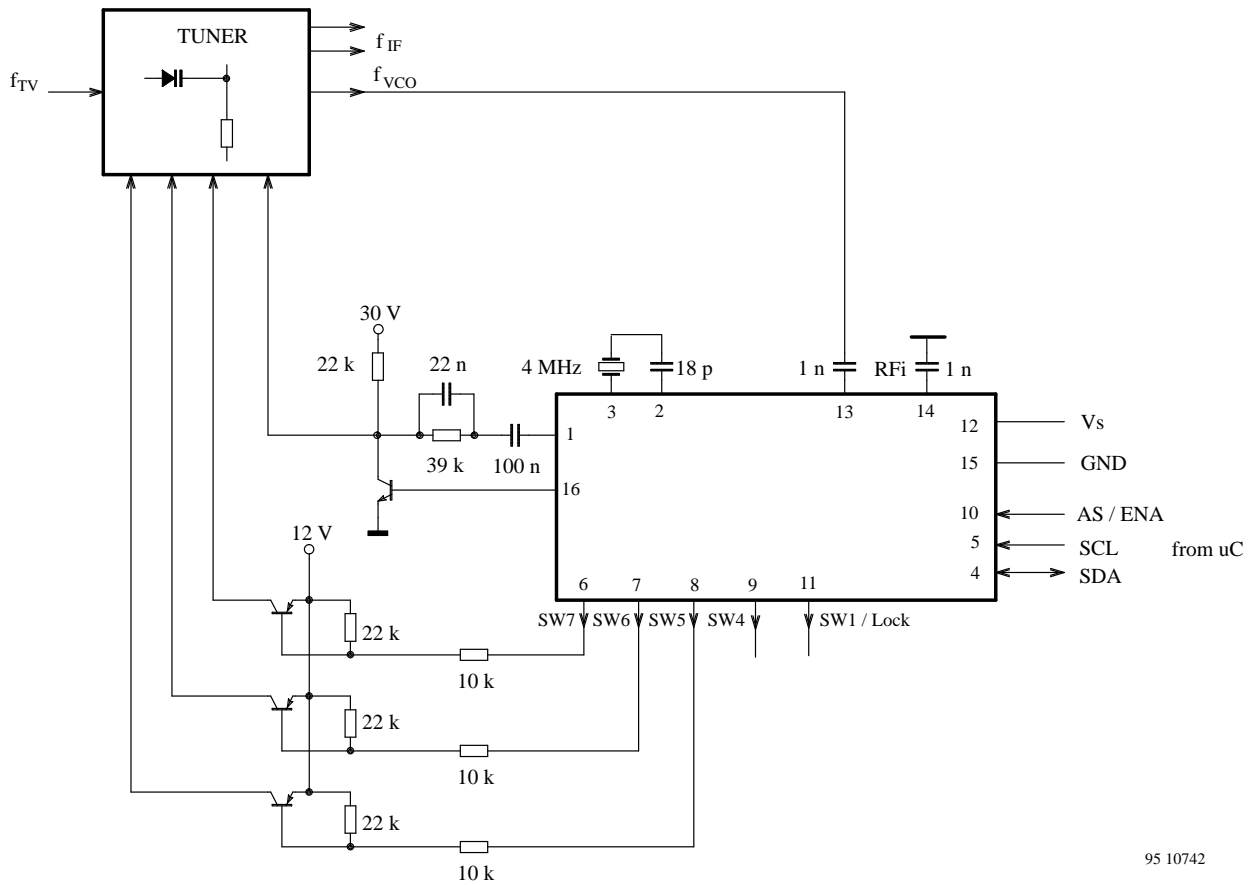 TUNER
f IF
f TV
f VCO
30 V
22 k
22 n
4 MHz
18 p
1 n
RFi
1 n
3
2
13
14
12
Vs
1
39 k
100 n
15
GND
16
10
AS / ENA
12 V
5
SCL
from uC
6
7
8
9
11
4
SDA
SW7
SW6
SW5
SW4
SW1 / Lock
22 k
10 k
22 k
10 k
22 k
10 k
95 10742